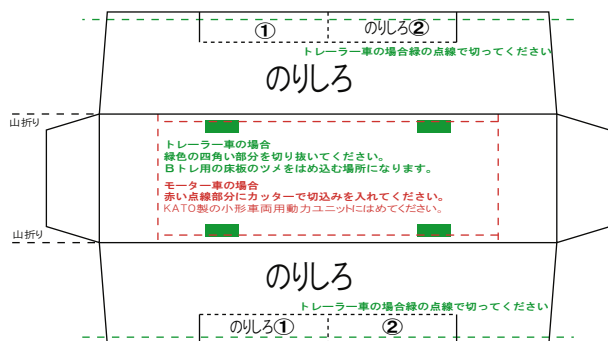 ① のりしろ②
トレーラー車の場合緑の点線で切ってください
のりしろ
山折り
トレーラー車の場合
緑色の四角い部分を切り抜いてください。
Bトレ用の床板のツメをはめ込む場所になります。
モーター車の場合
赤い点線部分にカッターで切込みを入れてください。
KATO製の小形車両用動力ユニットにはめてください。
山折り
のりしろ
トレーラー車の場合緑の点線で切ってください
のりしろ① ②